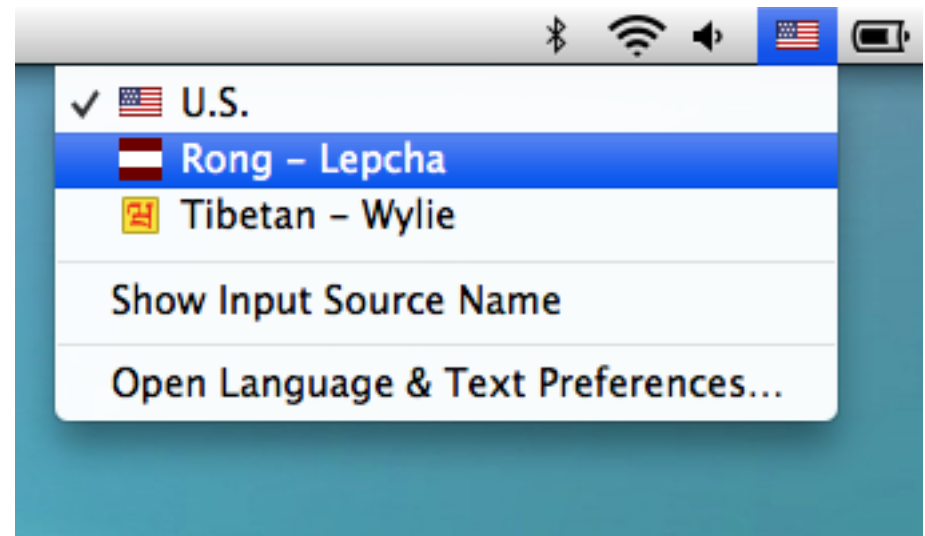 U.S.
Rong – Lepcha
Tibetan – Wylie
Show Input Source Name
Open Language & Text Preferences...